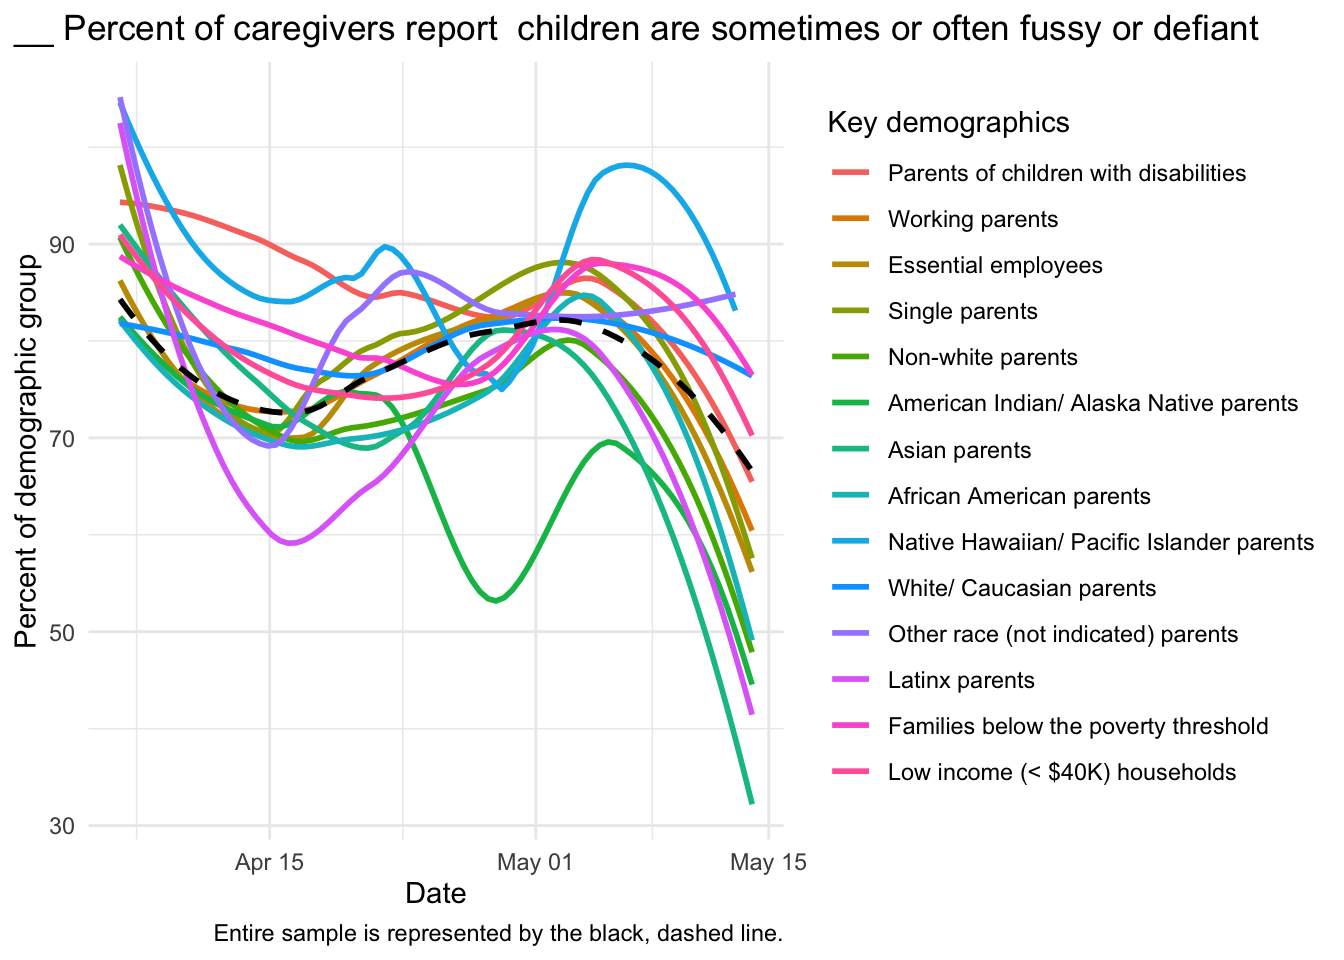 __ Percent of caregivers report  children are sometimes or often fussy or defiant
Percent of demographic group
90
70
50
30
Apr 15
May 01
May 15
Date
Entire sample is represented by the black, dashed line.
Key demographics
Parents of children with disabilities
Working parents
Essential employees
Single parents
Non-white parents
American Indian/ Alaska Native parents
Asian parents
African American parents
Native Hawaiian/ Pacific Islander parents
White/ Caucasian parents
Other race (not indicated) parents
Latinx parents
Families below the poverty threshold
Low income (< $40K) households